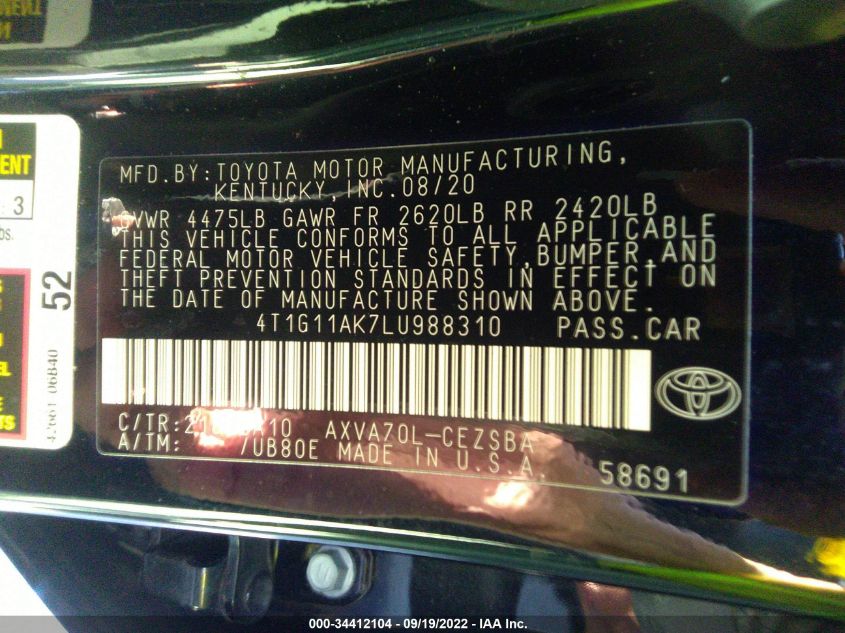 MFD.BY:TOYOTA MOTOR MANUFACTURING,
KENTUCKY,INC.08/20
GVWR 4475LB GAWR FR 2620LB RR 2420LB
THIS VEHICLE CONFORMS TO ALL APPLICABLE
FEDERAL MOTOR VEHICLE SAFETY,BUMPER,AND
THEFT PREVENTION STANDARDS IN EFFECT ON
THE DATE OF MANUFACTURE SHOWN ABOVE.
4T1G11AK7LU988310 PASS.CAR
C/TR: AXVA70L-CEZSBA
A/TM: /UB80E MADE IN U.S.A.
58691
3
52
42661 06B40
000-34412104 - 09/19/2022 - IAA Inc.